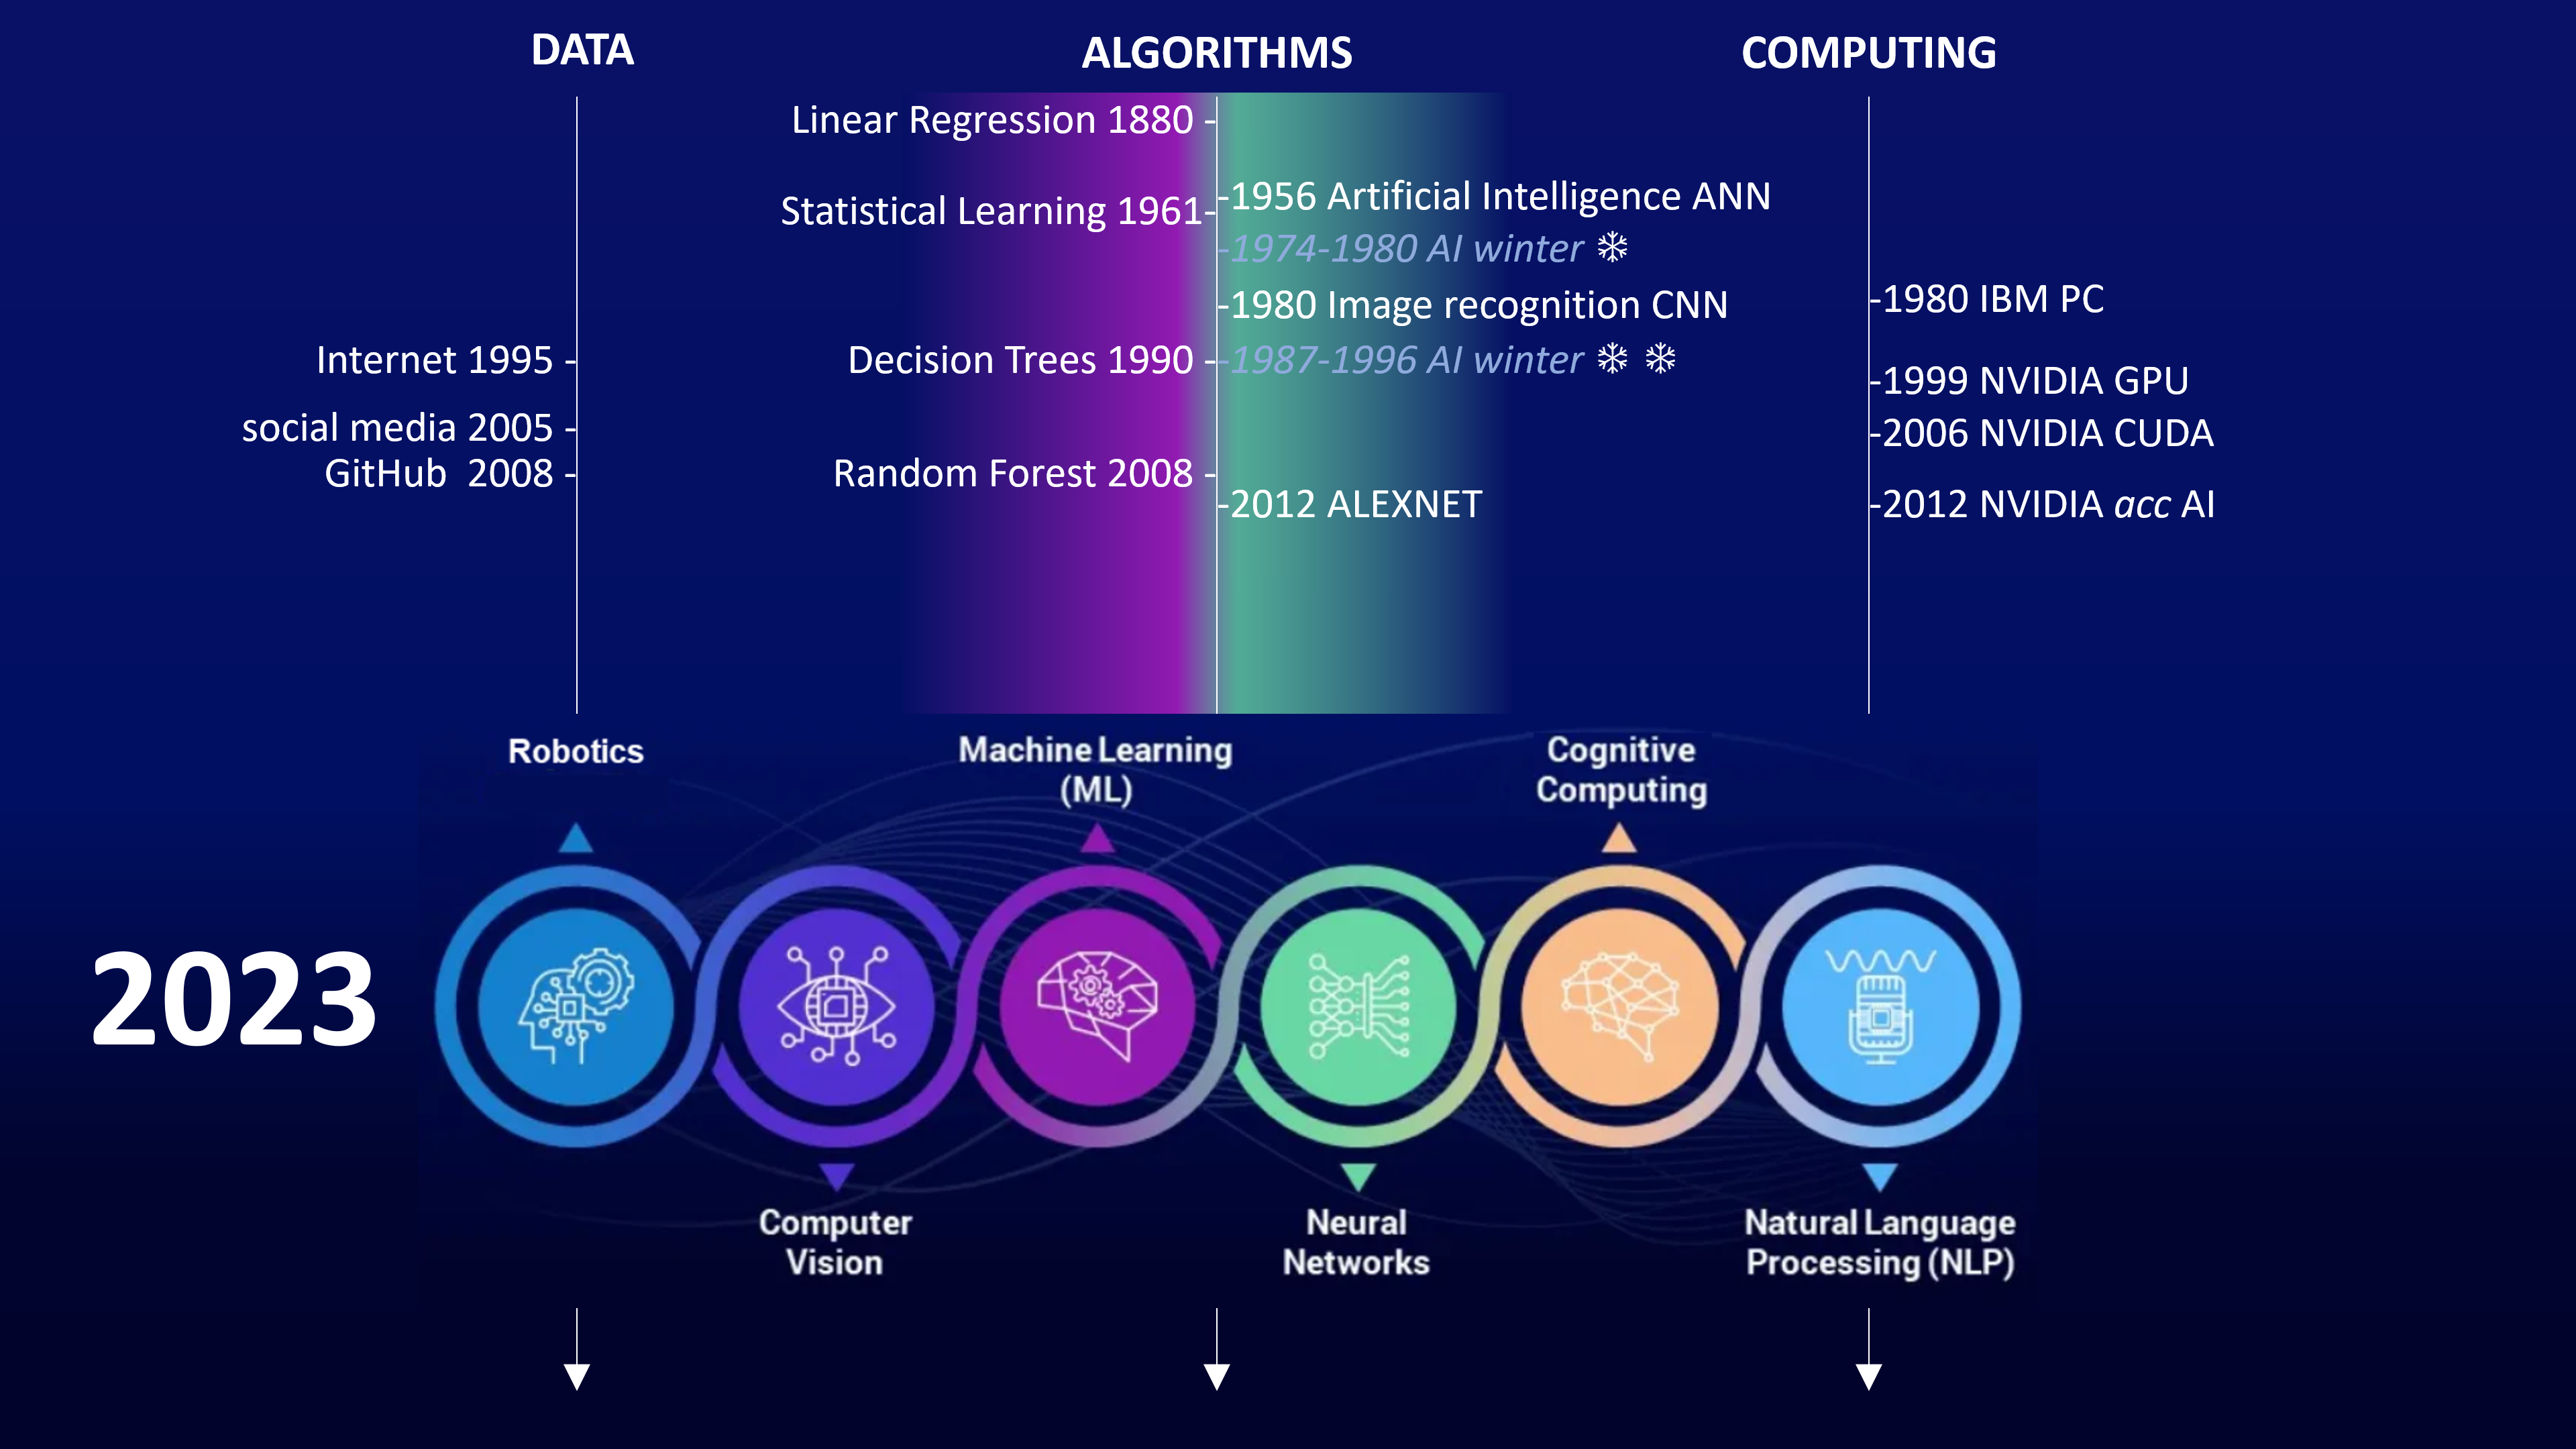 DATA
ALGORITHMS
COMPUTING
Linear Regression 1880 -
Statistical Learning 1961-
-1956 Artificial Intelligence ANN
-1974-1980 AI winter ❄
-1980 Image recognition CNN
-1980 IBM PC
Internet 1995 -
Decision Trees 1990 -
-1987-1996 AI winter ❄ ❄
-1999 NVIDIA GPU
social media 2005 -
-2006 NVIDIA CUDA
GitHub  2008 -
Random Forest 2008 -
-2012 ALEXNET
-2012 NVIDIA acc AI
Robotics
Machine Learning
(ML)
Cognitive
Computing
2023
Computer
Vision
Neural
Networks
Natural Language
Processing (NLP)